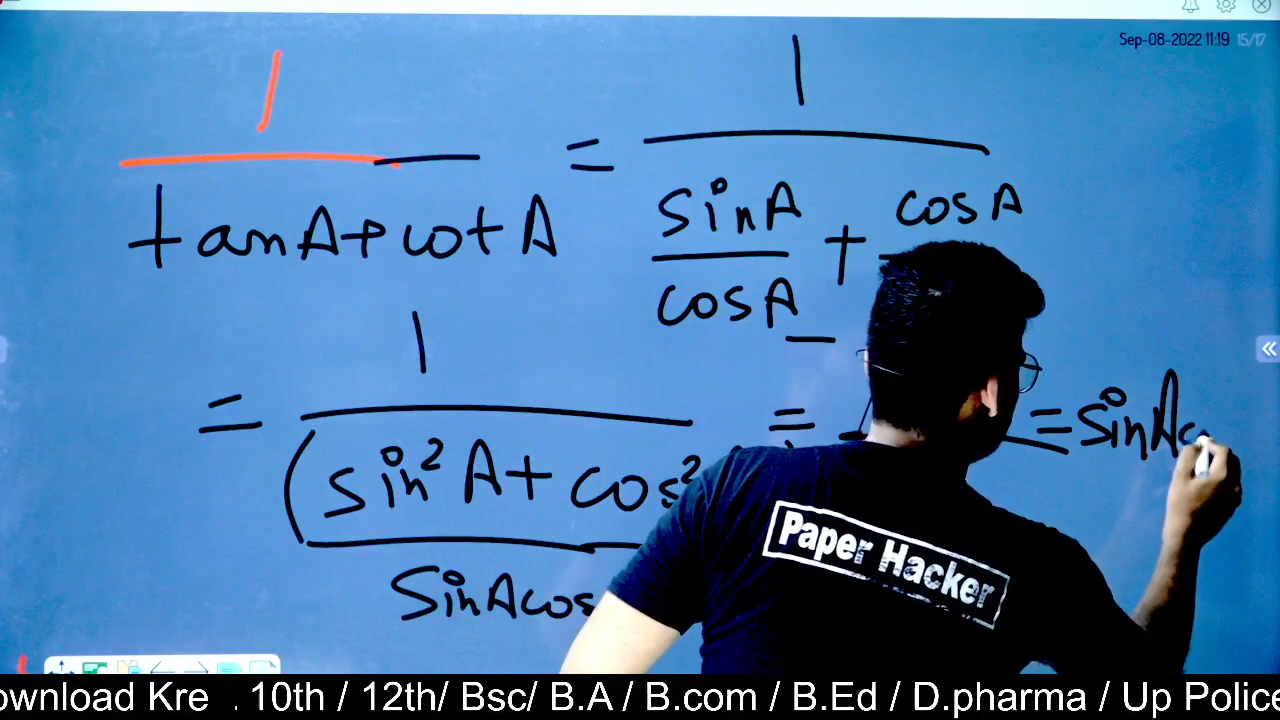 Sep-08-2022 11:19 15/17
1 / (tanA + cotA) = 1 / (sinA/cosA + cosA
= 1 / ((sin²A + cos²
sinAcos
= = sinA
Paper Hacker
ownload Kre . 10th / 12th/ Bsc/ B.A / B.com / B.Ed / D.pharma / Up Police